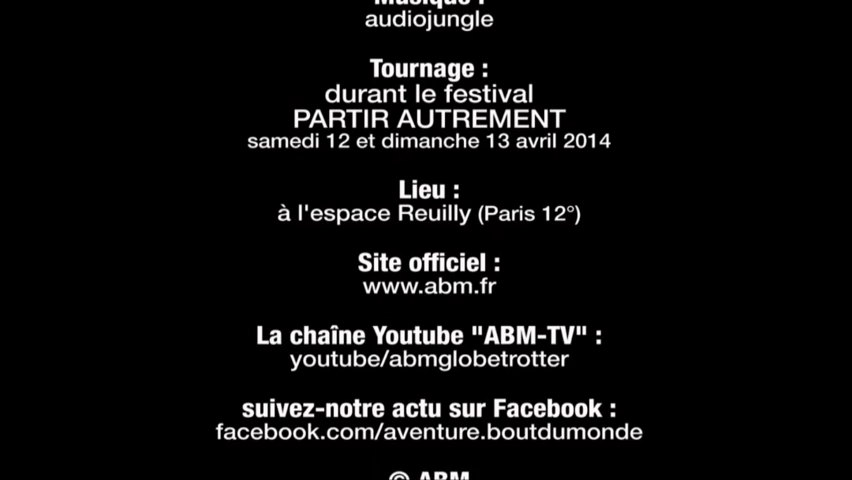 Musique :
audiojungle
Tournage :
durant le festival
PARTIR AUTREMENT
samedi 12 et dimanche 13 avril 2014
Lieu :
à l'espace Reuilly (Paris 12°)
Site officiel :
www.abm.fr
La chaîne Youtube "ABM-TV" :
youtube/abmglobetrotter
suivez-notre actu sur Facebook :
facebook.com/aventure.boutdumonde
© ABM